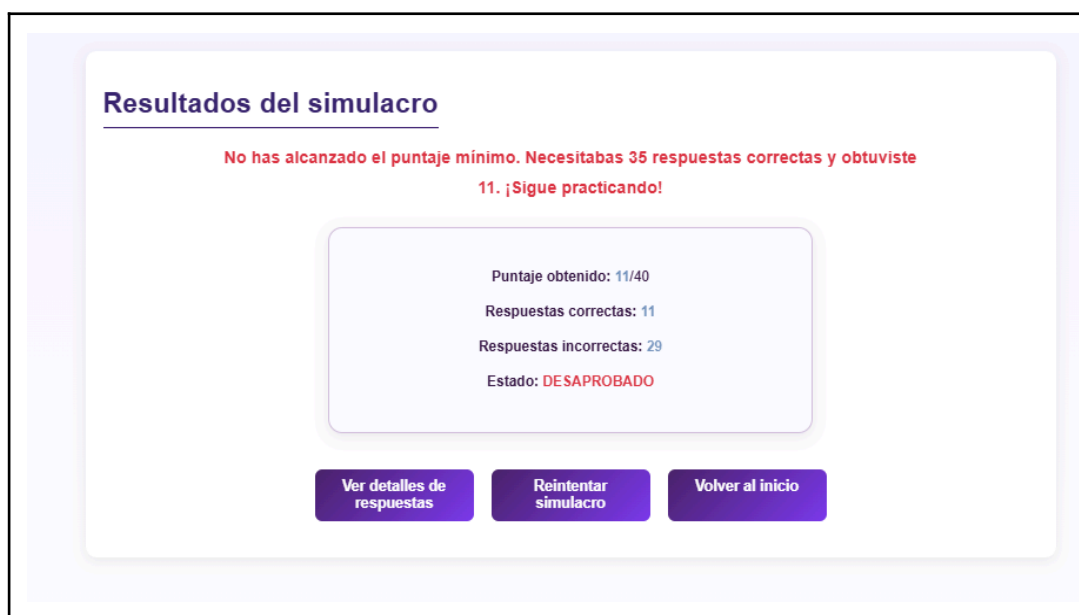 Resultados del simulacro
No has alcanzado el puntaje mínimo. Necesitabas 35 respuestas correctas y obtuviste
11. ¡Sigue practicando!
Puntaje obtenido: 11/40
Respuestas correctas: 11
Respuestas incorrectas: 29
Estado: DESAPROBADO
Ver detalles de
respuestas
Reintentar
simulacro
Volver al inicio